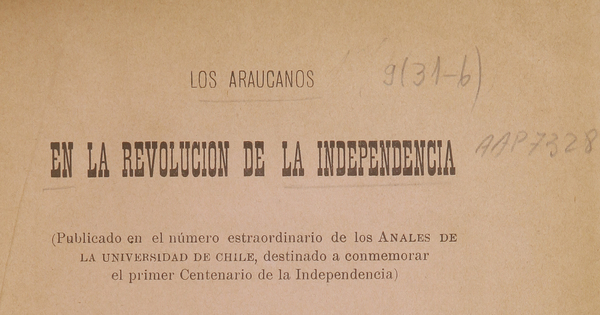 LOS ARAUCANOS
9(31-6)
EN LA REVOLUCION DE LA INDEPENDENCIA
AAP7328
(Publicado en el número estraordinario de los ANALES DE
LA UNIVERSIDAD DE CHILE, destinado a conmemorar
el primer Centenario de la Independencia)